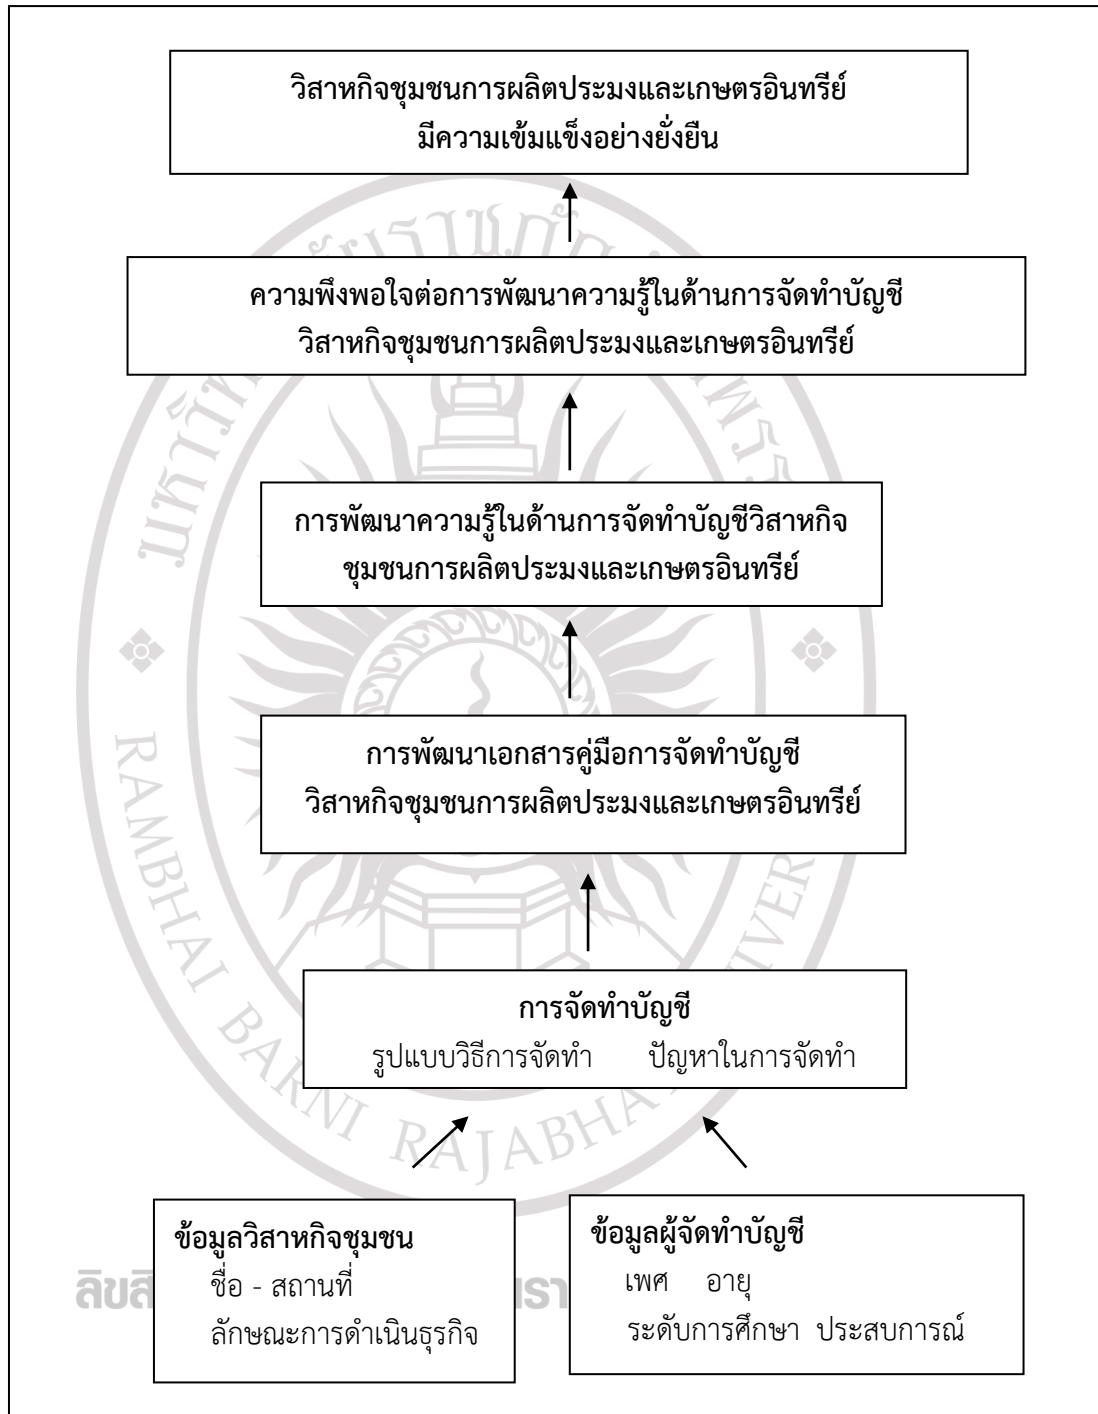 วิสาหกิจชุมชนการผลิตประมงและเกษตรอินทรีย์
มีความเข้มแข็งอย่างยั่งยืน
ความพึงพอใจต่อการพัฒนาความรู้ในด้านการจัดทำบัญชี
วิสาหกิจชุมชนการผลิตประมงและเกษตรอินทรีย์
การพัฒนาความรู้ในด้านการจัดทำบัญชีวิสาหกิจ
ชุมชนการผลิตประมงและเกษตรอินทรีย์
การพัฒนาเอกสารคู่มือการจัดทำบัญชี
วิสาหกิจชุมชนการผลิตประมงและเกษตรอินทรีย์
การจัดทำบัญชี
รูปแบบวิธีการจัดทำ ปัญหาในการจัดทำ
ข้อมูลวิสาหกิจชุมชน
ชื่อ - สถานที่
ลักษณะการดำเนินธุรกิจ
ข้อมูลผู้จัดทำบัญชี
เพศ อายุ
ระดับการศึกษา ประสบการณ์
RAMBHAI BARNI RAJABHA